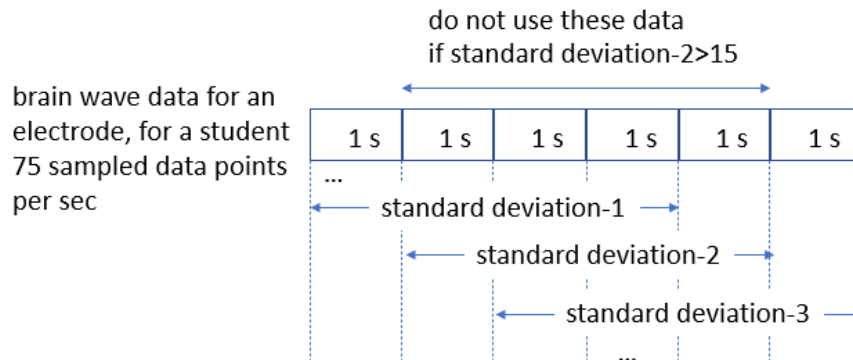 do not use these data
if standard deviation-2>15
brain wave data for an
electrode, for a student
75 sampled data points
per sec
1 s 1 s 1 s 1 s 1 s 1 s
...
standard deviation-1
standard deviation-2
standard deviation-3
...